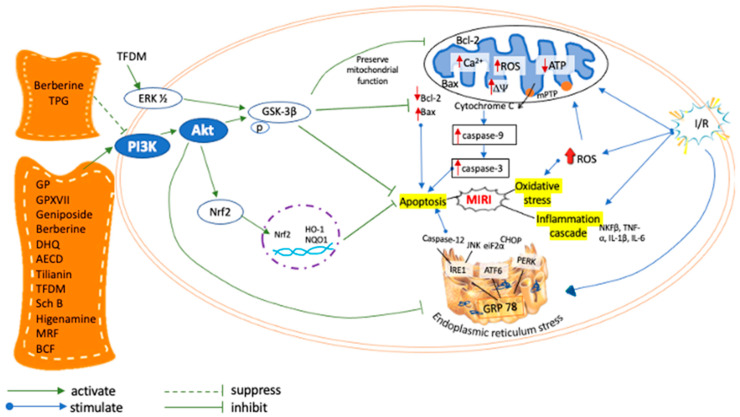 Berberine
TPG
TFDM
ERK ½
PI3K
Akt
GSK-3β
p
Preserve
mitochondrial
function
Bcl-2
Ca²⁺
ROS
ATP
Bax
ΔΨ
mPTP
Cytochrome C
Bcl-2
Bax
caspase-9
caspase-3
I/R
ROS
Apoptosis
MIRI
Oxidative
stress
Inflammation
cascade
NKFβ, TNF-
α, IL-1β, IL-6
Nrf2
Nrf2
HO-1
NQO1
Caspase-12
JNK
eiF2α
CHOP
IRE1
ATF6
PERK
GRP 78
Endoplasmic reticulum stress
GP
GPXVII
Geniposide
Berberine
DHQ
AECD
Tilianin
TFDM
Sch B
Higenamine
MRF
BCF
activate
suppress
stimulate
inhibit